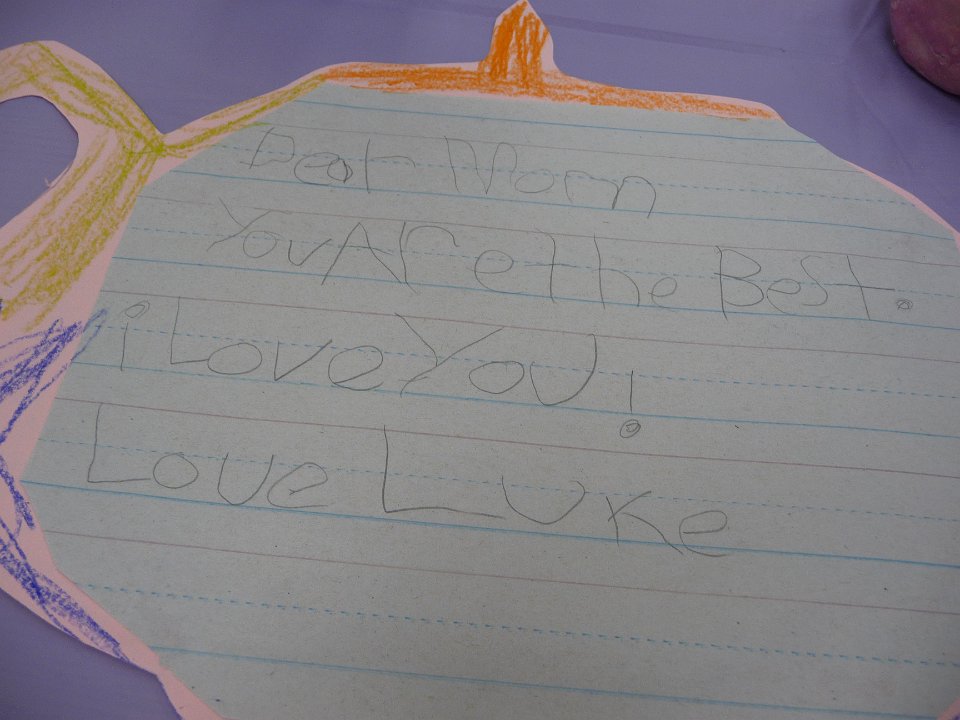 Dear Mom
You Are the Best.
i Love You!
Love Luke